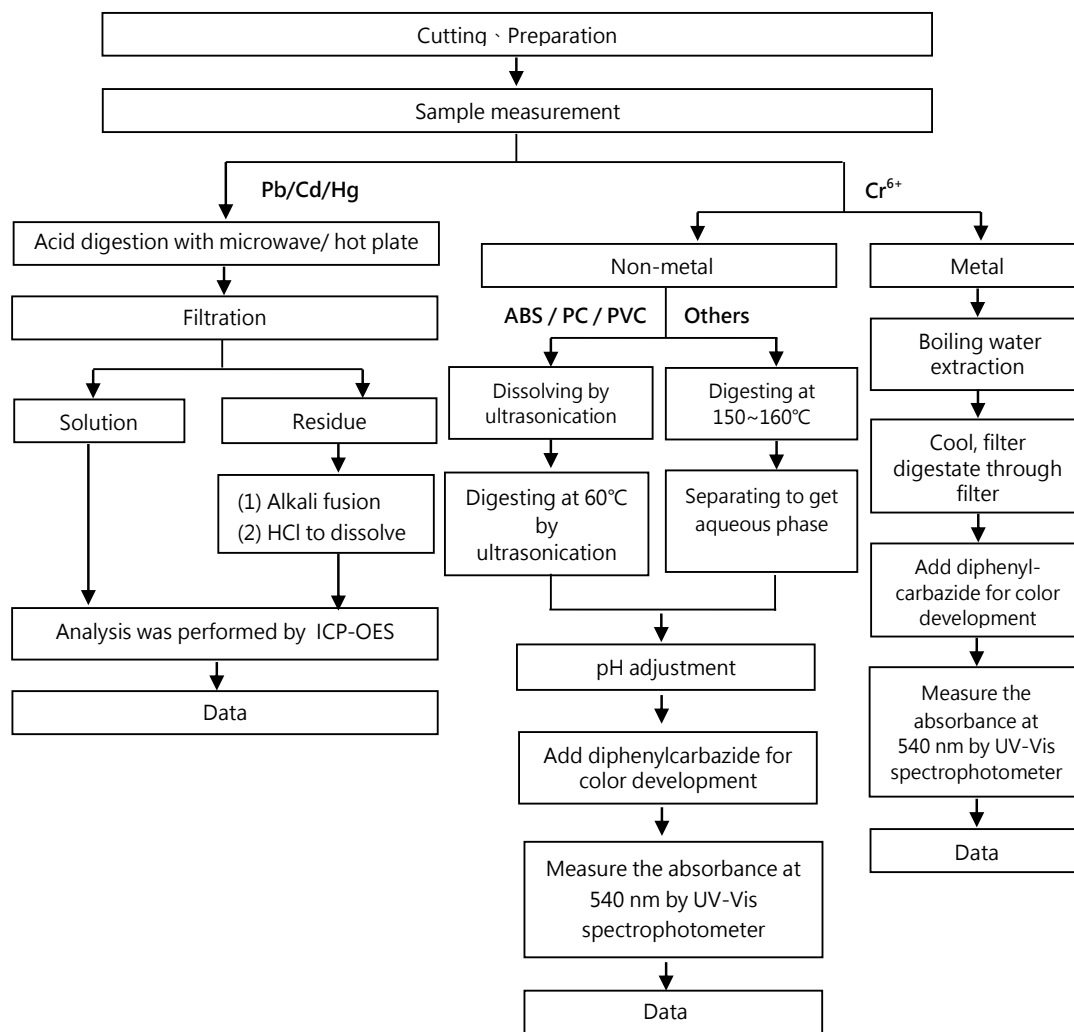 Cutting、Preparation
Sample measurement
Pb/Cd/Hg
Cr⁶⁺
Acid digestion with microwave/ hot plate
Filtration
Solution
Residue
(1) Alkali fusion
(2) HCl to dissolve
Analysis was performed by ICP-OES
Data
Non-metal
ABS / PC / PVC
Others
Dissolving by
ultrasonication
Digesting at 60℃
by
ultrasonication
Digesting at
150~160℃
Separating to get
aqueous phase
pH adjustment
Add diphenylcarbazide for
color development
Measure the absorbance at
540 nm by UV-Vis
spectrophotometer
Data
Metal
Boiling water
extraction
Cool, filter
digestate through
filter
Add diphenyl-
carbazide for color
development
Measure the
absorbance at
540 nm by UV-Vis
spectrophotometer
Data